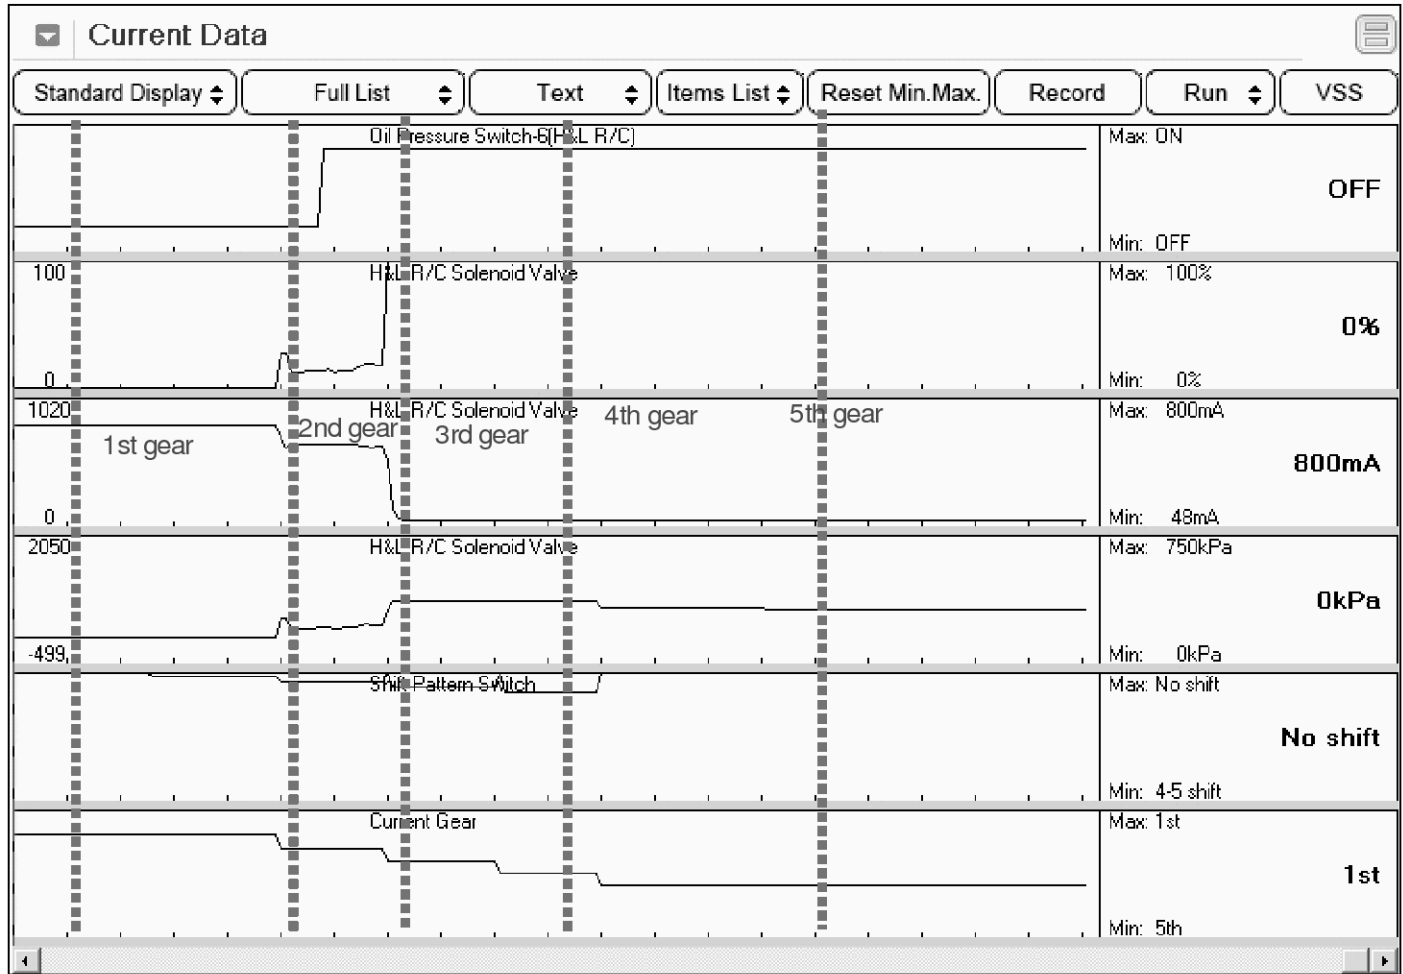 Current Data
Standard Display Full List Text Items List Reset Min.Max. Record Run VSS
Oil Pressure Switch-6(H&L R/C) Max: ON
OFF
Min: OFF
100 H&L R/C Solenoid Valve Max: 100%
0%
0 Min: 0%
1020 H&L R/C Solenoid Valve Max: 800mA
1st gear 2nd gear 3rd gear 4th gear 5th gear
800mA
0 Min: 48mA
2050 H&L R/C Solenoid Valve Max: 750kPa
0kPa
-499 Min: 0kPa
Shift Pattern Switch Max: No shift
No shift
Min: 4-5 shift
Current Gear Max: 1st
1st
Min: 5th